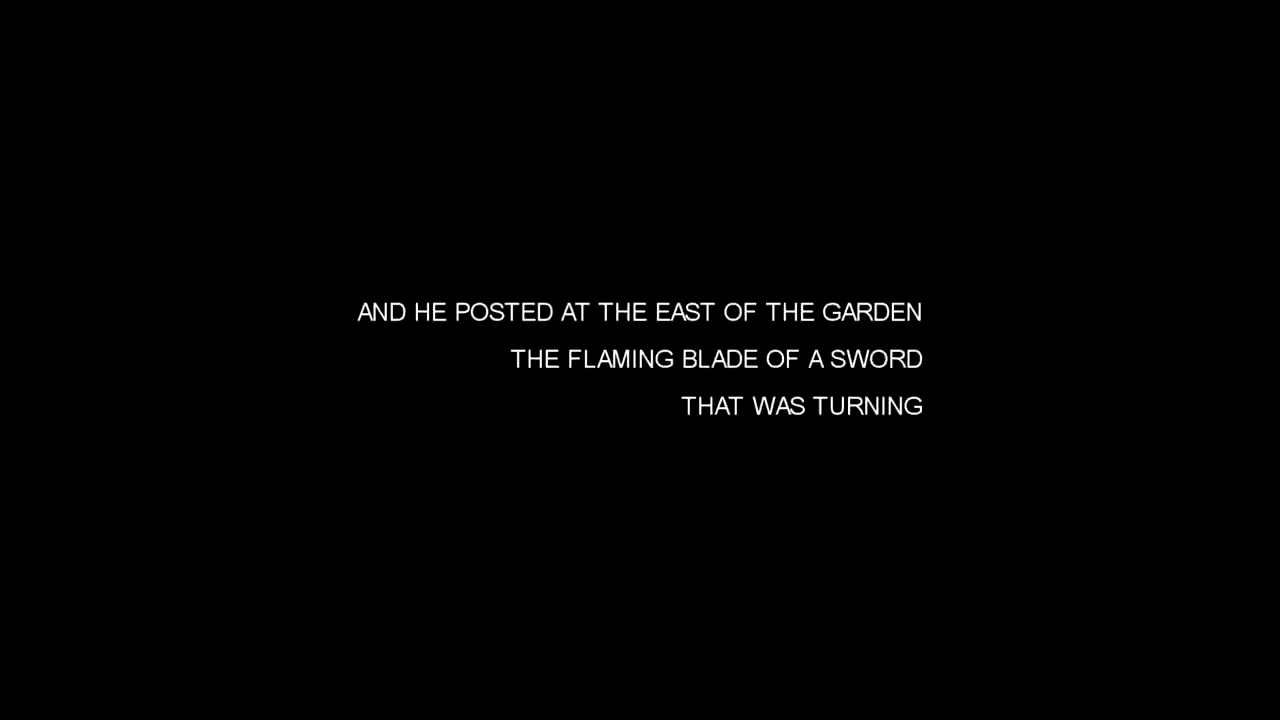 AND HE POSTED AT THE EAST OF THE GARDEN
THE FLAMING BLADE OF A SWORD
THAT WAS TURNING